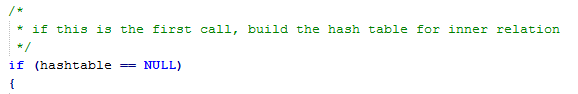 /*
* if this is the first call, build the hash table for inner relation
*/
if (hashtable == NULL)
{